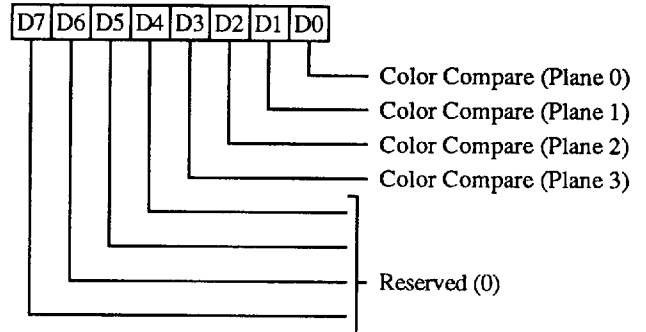 D7 D6 D5 D4 D3 D2 D1 D0
Color Compare (Plane 0)
Color Compare (Plane 1)
Color Compare (Plane 2)
Color Compare (Plane 3)
Reserved (0)